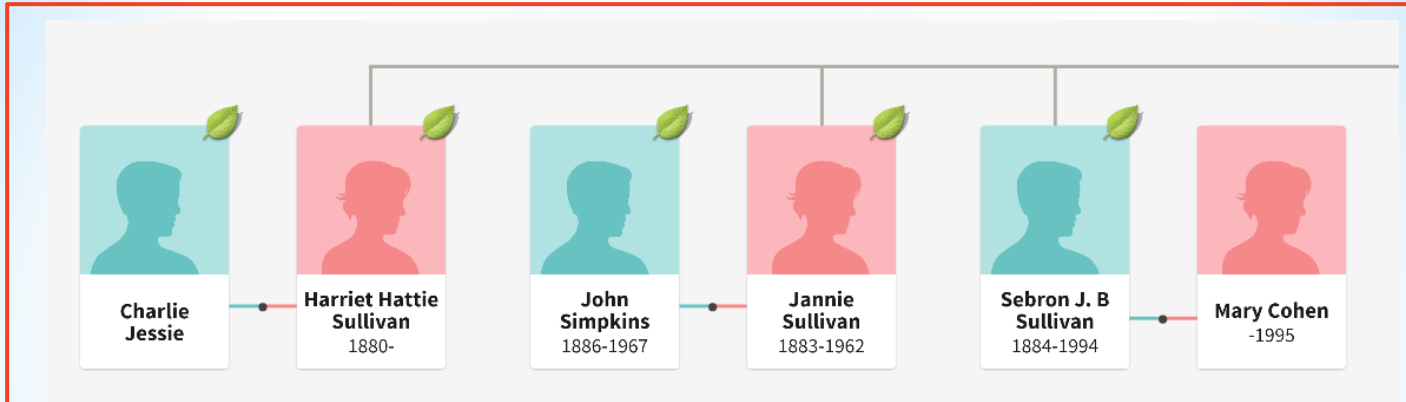 Charlie
Jessie
Harriet Hattie
Sullivan
1880-
John
Simpkins
1886-1967
Jannie
Sullivan
1883-1962
Sebron J. B
Sullivan
1884-1994
Mary Cohen
-1995